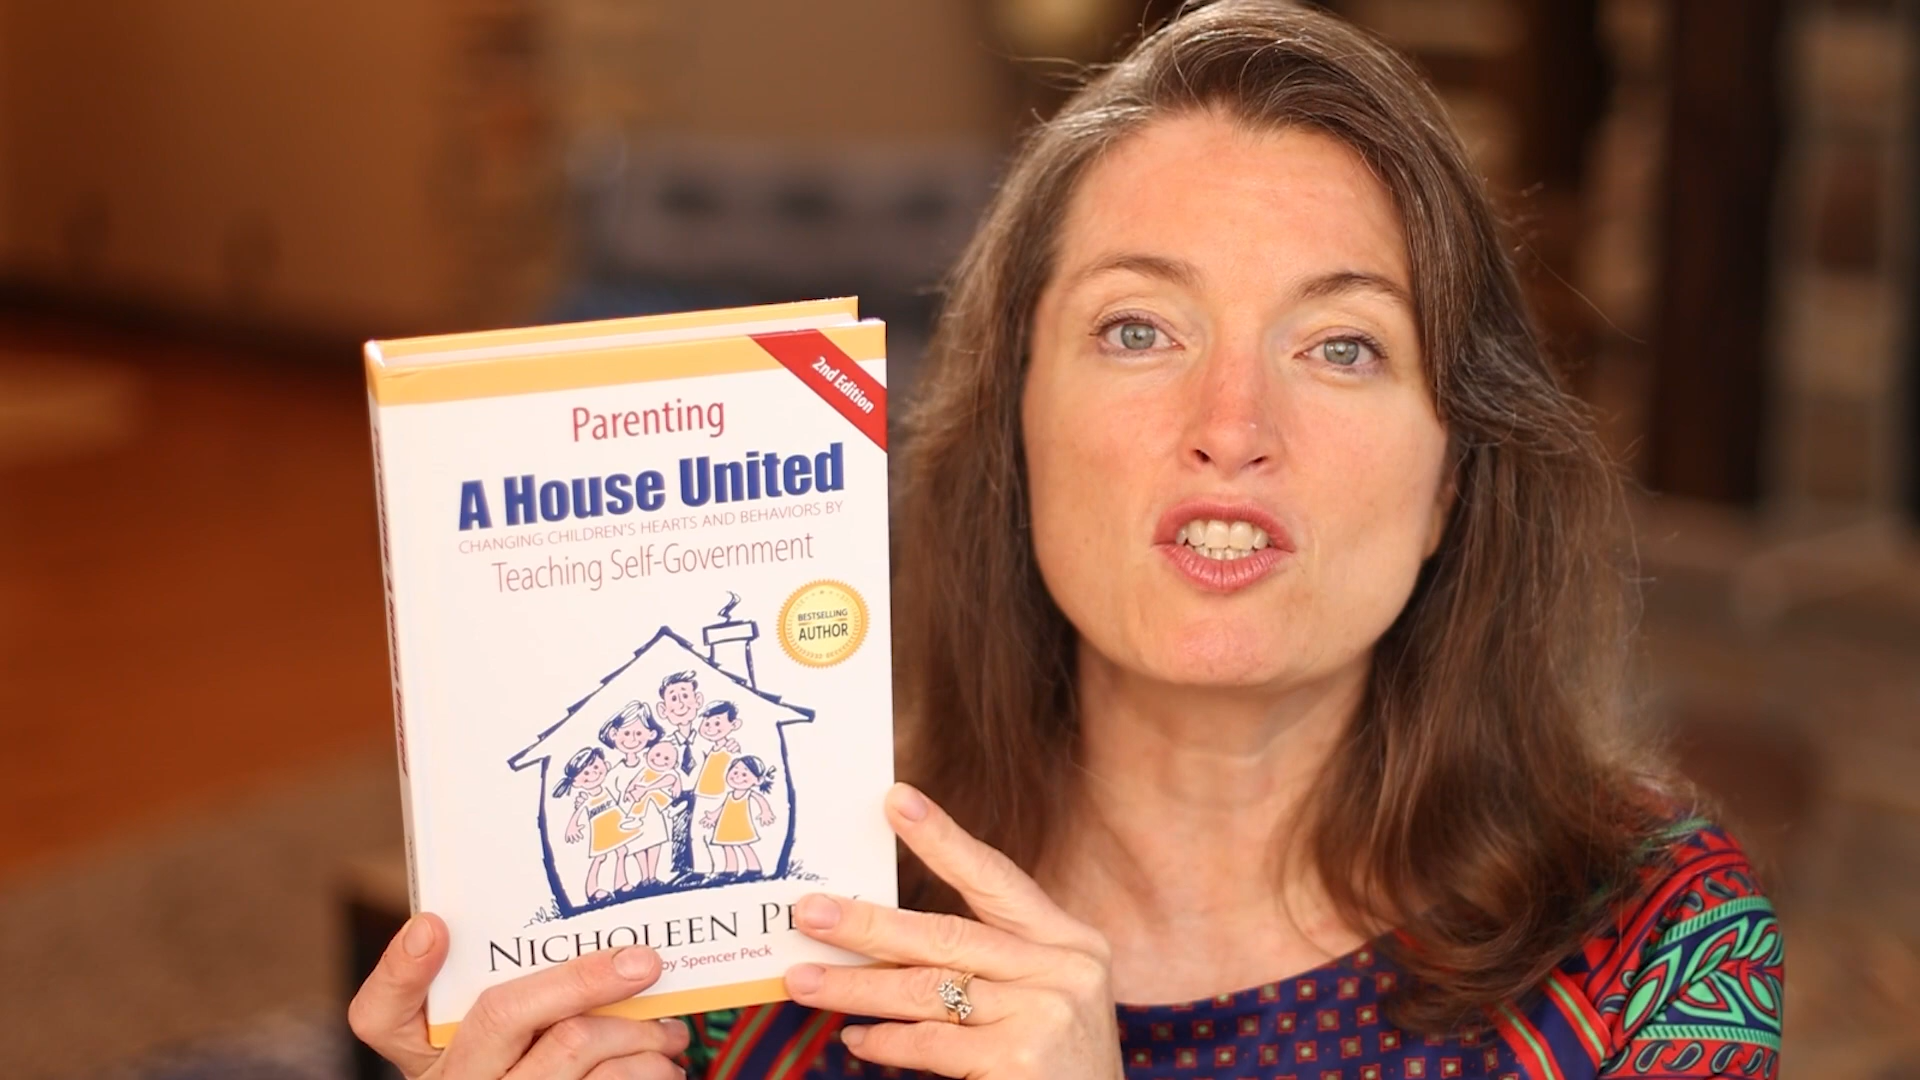 2nd Edition
Parenting
A House United
CHANGING CHILDREN'S HEARTS AND BEHAVIORS BY
Teaching Self-Government
BESTSELLING
AUTHOR
NICHOLEEN
by Spencer Peck